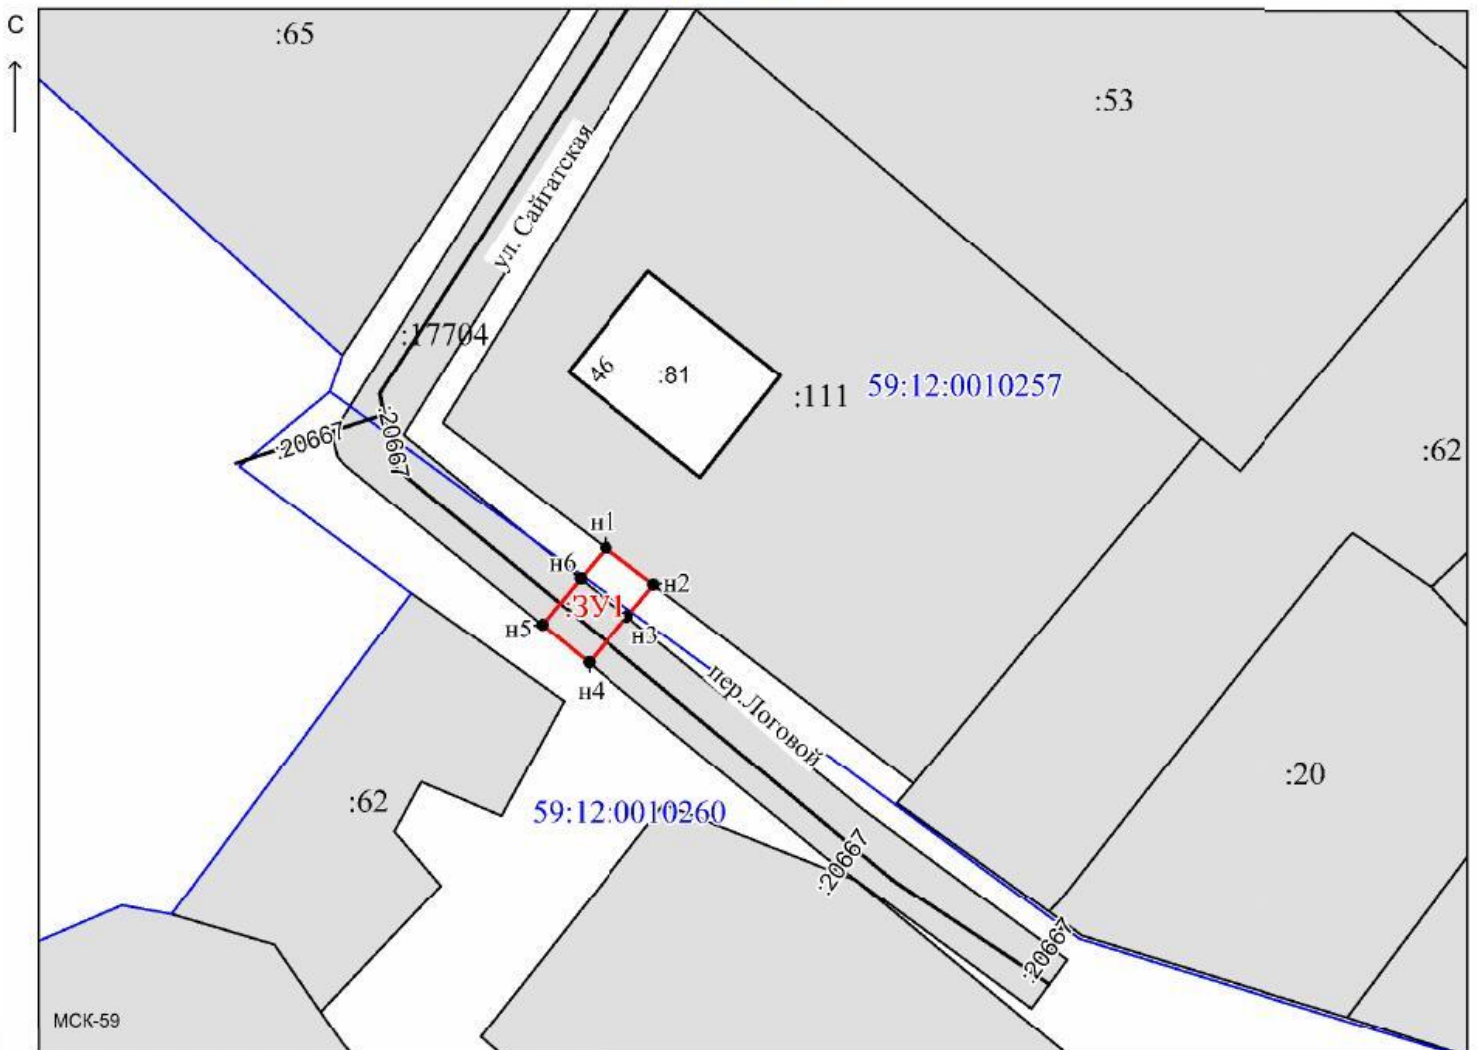 С
:65
:53
ул. Сайгатская
:17704
46
:81
:111
59:12:0010257
:20667
:20667
:62
н1
н6
н2
:ЗУ1
н5
н3
н4
пер.Логовой
:62
59:12:0010260
:20
:20667
:20667
МСК-59